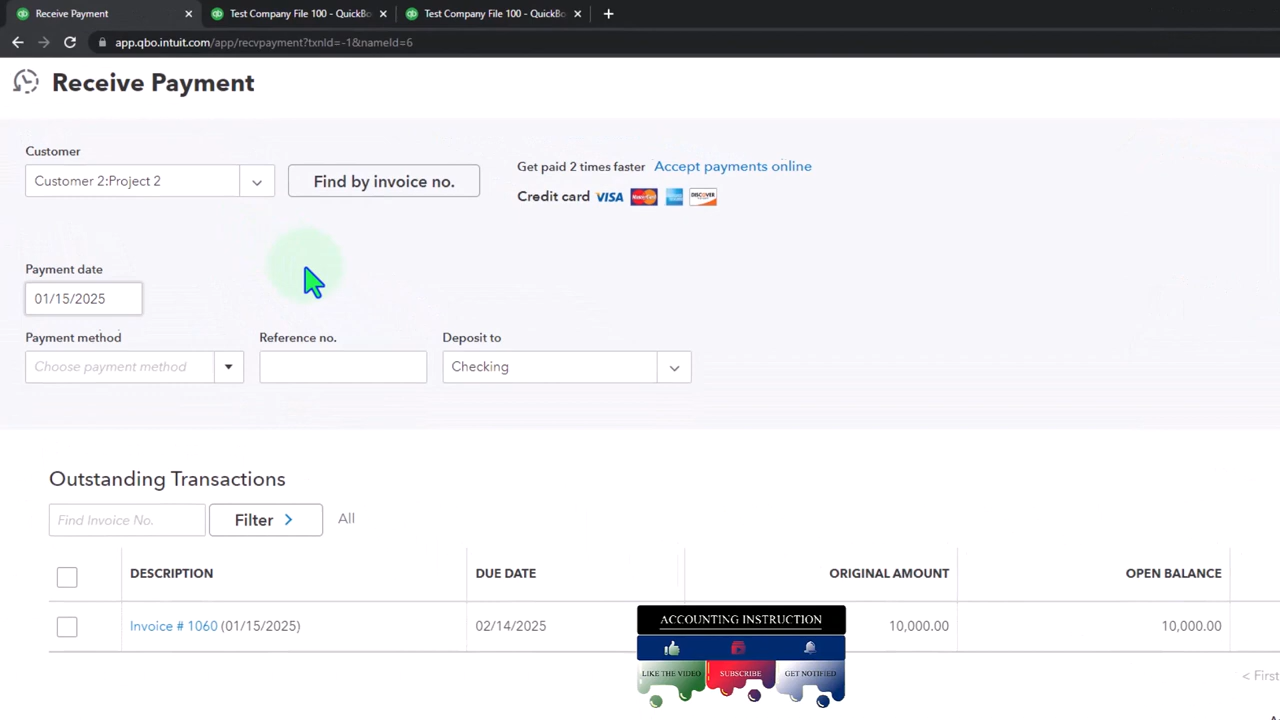 Receive Payment
Test Company File 100 - QuickBo
Test Company File 100 - QuickBo
app.qbo.intuit.com/app/recvpayment?txnId=-1&nameId=6
Receive Payment
Customer
Customer 2:Project 2
Find by invoice no.
Get paid 2 times faster Accept payments online
Credit card VISA MasterCard AMERICAN EXPRESS DISCOVER
Payment date
01/15/2025
Payment method
Reference no.
Deposit to
Choose payment method
Checking
Outstanding Transactions
Find Invoice No.
Filter >
All
DESCRIPTION DUE DATE ORIGINAL AMOUNT OPEN BALANCE
Invoice # 1060 (01/15/2025) 02/14/2025 10,000.00 10,000.00
ACCOUNTING INSTRUCTION
LIKE THE VIDEO SUBSCRIBE GET NOTIFIED
< First